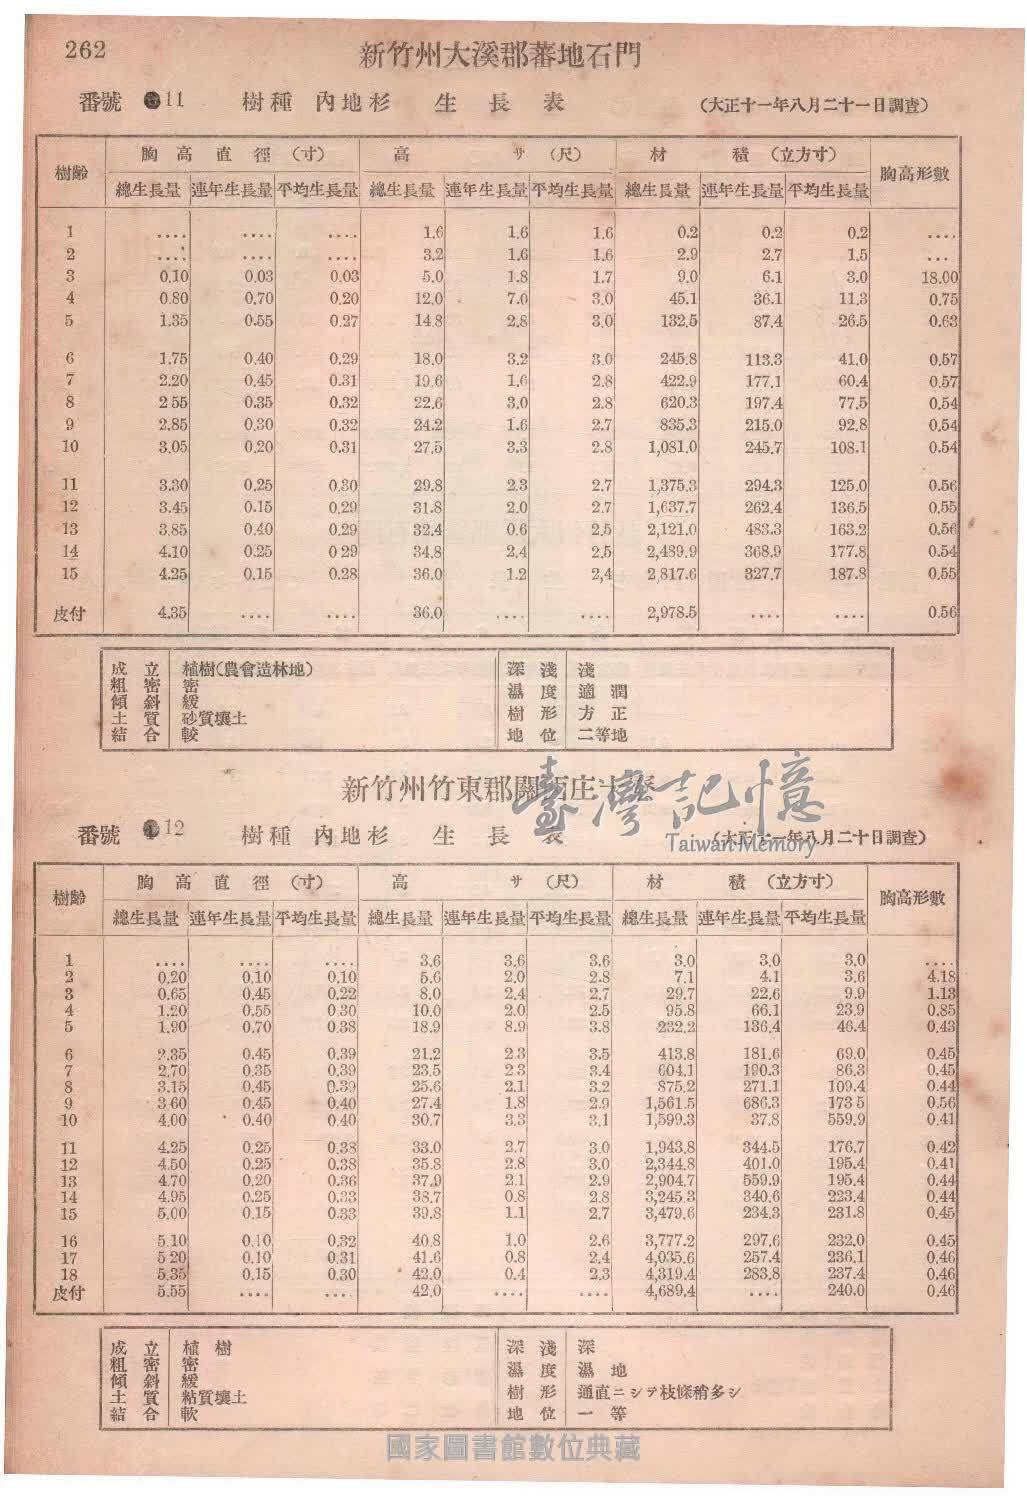 262
新竹州大溪郡蕃地石門
番號 11 樹種 內地杉 生長表 (大正十一年八月二十一日調査)
樹齡 胸高直徑(寸) 高サ(尺) 材積(立方寸) 胸高形數
總生長量 連年生長量 平均生長量 總生長量 連年生長量 平均生長量 總生長量 連年生長量 平均生長量
1 .... .... .... 1.6 1.6 1.6 0.2 0.2 0.2 ....
2 .... .... .... 3.2 1.6 1.6 2.9 2.7 1.5 ...
3 0.10 0.03 0.03 5.0 1.8 1.7 9.0 6.1 3.0 18.00
4 0.80 0.70 0.20 12.0 7.0 3.0 45.1 36.1 11.3 0.75
5 1.35 0.55 0.27 14.8 2.8 3.0 132.5 87.4 26.5 0.63
6 1.75 0.40 0.29 18.0 3.2 3.0 245.8 113.3 41.0 0.57
7 2.20 0.45 0.31 19.6 1.6 2.8 422.9 177.1 60.4 0.57
8 2 55 0.35 0.32 22.6 3.0 2.8 620.3 197.4 77.5 0.54
9 2.85 0.30 0.32 24.2 1.6 2.7 835.3 215.0 92.8 0.54
10 3.05 0.20 0.31 27.5 3.3 2.8 1,081.0 245.7 108.1 0.54
11 3.30 0.25 0.30 29.8 2.3 2.7 1,375.3 294.3 125.0 0.56
12 3.45 0.15 0.29 31.8 2.0 2.7 1,637.7 262.4 136.5 0.55
13 3.85 0.40 0.29 32.4 0.6 2.5 2,121.0 483.3 163.2 0.56
14 4.10 0.25 0 29 34.8 2.4 2.5 2,489.9 368.9 177.8 0.54
15 4.25 0.15 0.28 36.0 1.2 2,4 2 817.6 327.7 187.8 0.55
皮付 4.35 .... .... 36.0 .... .... 2,978.5 .... .... 0.56
成立 植樹(農會造林地) 深淺 淺
粗密 密 濕度 適潤
傾斜 緩 樹形 方正
土質 砂質壤土 地位 二等地
結合 軟
新竹州竹東郡關西庄十寮
臺灣記憶
Taiwan Memory
番號 12 樹種 內地杉 生長表 (大正十一年八月二十日調査)
樹齡 胸高直徑(寸) 高サ(尺) 材積(立方寸) 胸高形數
總生長量 連年生長量 平均生長量 總生長量 連年生長量 平均生長量 總生長量 連年生長量 平均生長量
1 .... .... .... 3.6 3.6 3.6 3.0 3.0 3.0 ....
2 0.20 0.10 0.10 5.6 2.0 2.8 7.1 4.1 3.6 4.18
3 0.65 0.45 0.22 8.0 2.4 2.7 29.7 22.6 9.9 1.13
4 1.20 0.55 0.30 10.0 2.0 2.5 95.8 66.1 23.9 0.85
5 1.90 0.70 0.38 18.9 8.9 3.8 232.2 136.4 46.4 0.43
6 2.35 0.45 0.39 21.2 2 3 3.5 413.8 181.6 69.0 0.45
7 2.70 0.35 0.39 23.5 2 3 3.4 604.1 190.3 86.3 0.45
8 3.15 0.45 0.39 25.6 2.1 3.2 875.2 271.1 109.4 0.44
9 3 60 0.45 0.40 27.4 1.8 2.9 1,561.5 686.3 173 5 0.56
10 4.00 0.40 0.40 30.7 3.3 3.1 1,599.3 37.8 559.9 0.41
11 4.25 0.25 0.38 33.0 2.7 3.0 1,943.8 344.5 176.7 0.42
12 4.50 0.25 0.38 35.8 2.8 3.0 2,344.8 401.0 195.4 0.41
13 4.70 0.20 0.36 37.9 2.1 2.9 2,904.7 559.9 195.4 0.44
14 4.95 0.25 0.33 38.7 0.8 2.8 3,245.3 340.6 223.4 0.44
15 5.00 0.15 0.33 39.8 1.1 2.7 3,479.6 234.3 231.8 0.45
16 5.10 0.10 0.32 40.8 1.0 2.6 3,777.2 297.6 232.0 0.45
17 5 20 0.10 0.31 41.6 0.8 2.4 4,035.6 257.4 236.1 0.46
18 5.35 0.15 0.30 42.0 0.4 2.3 4,319.4 283.8 237.4 0.46
皮付 5.55 .... .... 42.0 .... .... 4,689.4 .... 240.0 0.46
成立 植樹 深淺 深
粗密 密 濕度 濕地
傾斜 緩 樹形 通直ニシテ枝條稍多シ
土質 粘質壤土 地位 一等
結合 軟
國家圖書館數位典藏